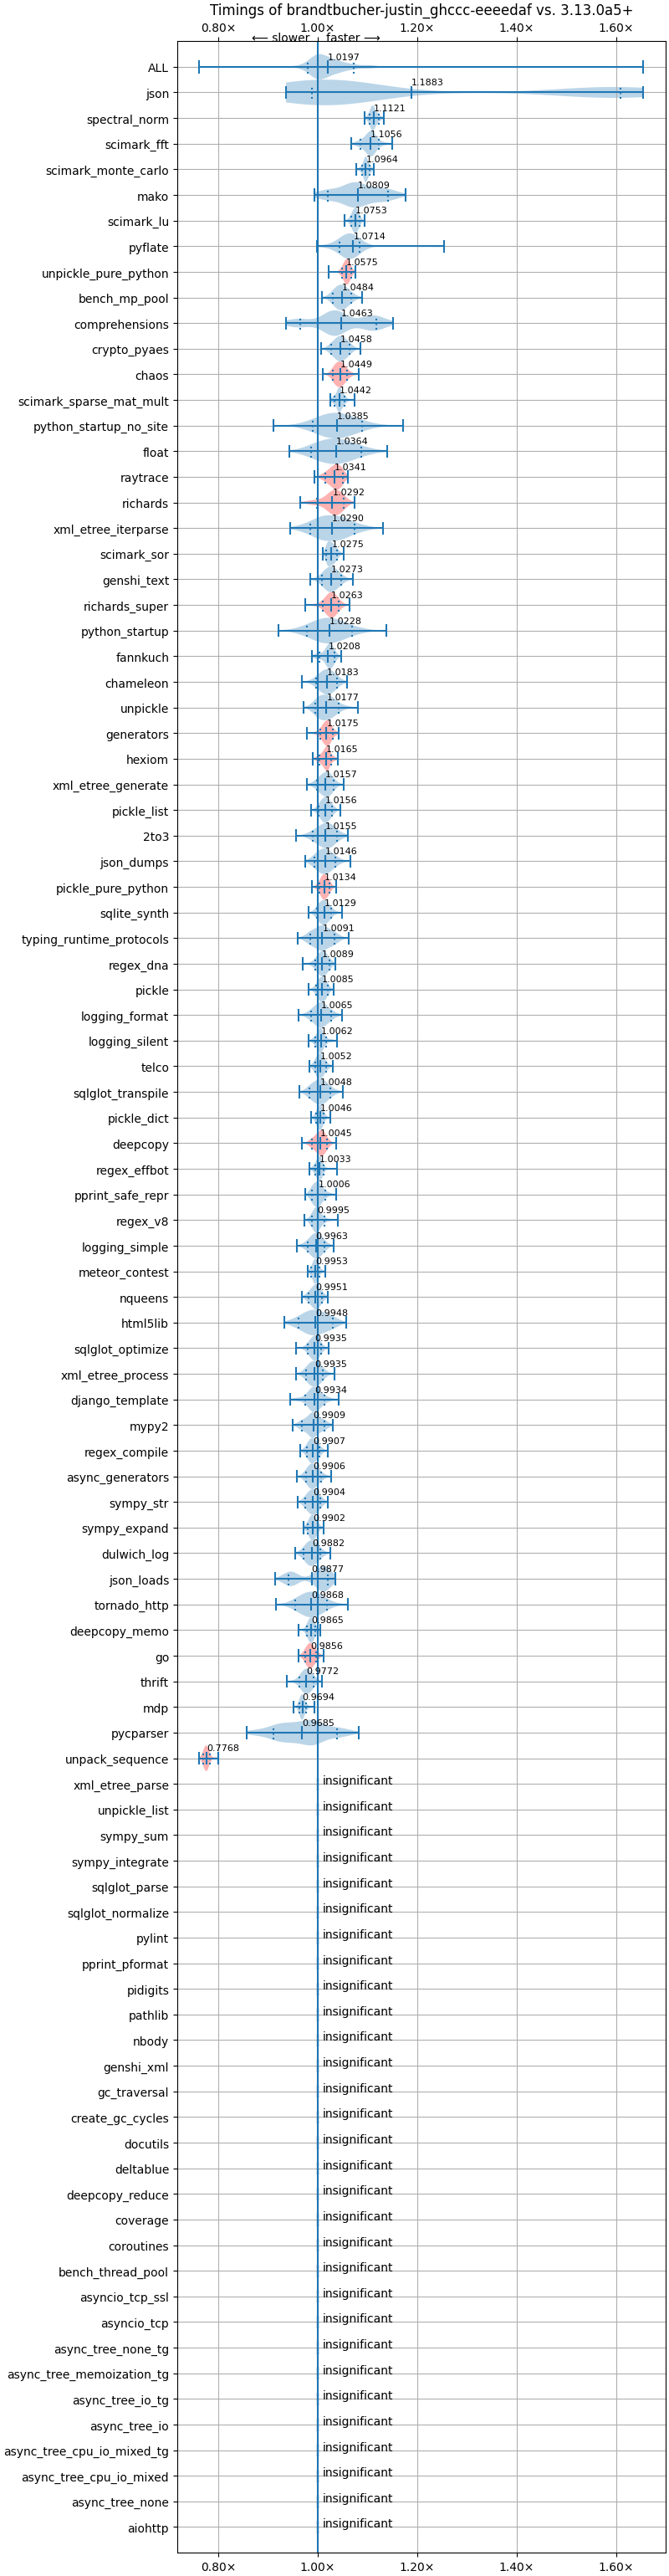 Timings of brandtbucher-justin_ghccc-eeeedaf vs. 3.13.0a5+
0.80× 1.00× 1.20× 1.40× 1.60×
⟵ slower faster ⟶
ALL 1.0197
json 1.1883
spectral_norm 1.1121
scimark_fft 1.1056
scimark_monte_carlo 1.0964
mako 1.0809
scimark_lu 1.0753
pyflate 1.0714
unpickle_pure_python 1.0575
bench_mp_pool 1.0484
comprehensions 1.0463
crypto_pyaes 1.0458
chaos 1.0449
scimark_sparse_mat_mult 1.0442
python_startup_no_site 1.0385
float 1.0364
raytrace 1.0341
richards 1.0292
xml_etree_iterparse 1.0290
scimark_sor 1.0275
genshi_text 1.0273
richards_super 1.0263
python_startup 1.0228
fannkuch 1.0208
chameleon 1.0183
unpickle 1.0177
generators 1.0175
hexiom 1.0165
xml_etree_generate 1.0157
pickle_list 1.0156
2to3 1.0155
json_dumps 1.0146
pickle_pure_python 1.0134
sqlite_synth 1.0129
typing_runtime_protocols 1.0091
regex_dna 1.0089
pickle 1.0085
logging_format 1.0065
logging_silent 1.0062
telco 1.0052
sqlglot_transpile 1.0048
pickle_dict 1.0046
deepcopy 1.0045
regex_effbot 1.0033
pprint_safe_repr 1.0006
regex_v8 0.9995
logging_simple 0.9963
meteor_contest 0.9953
nqueens 0.9951
html5lib 0.9948
sqlglot_optimize 0.9935
xml_etree_process 0.9935
django_template 0.9934
mypy2 0.9909
regex_compile 0.9907
async_generators 0.9906
sympy_str 0.9904
sympy_expand 0.9902
dulwich_log 0.9882
json_loads 0.9877
tornado_http 0.9868
deepcopy_memo 0.9865
go 0.9856
thrift 0.9772
mdp 0.9694
pycparser 0.9685
unpack_sequence 0.7768
xml_etree_parse insignificant
unpickle_list insignificant
sympy_sum insignificant
sympy_integrate insignificant
sqlglot_parse insignificant
sqlglot_normalize insignificant
pylint insignificant
pprint_pformat insignificant
pidigits insignificant
pathlib insignificant
nbody insignificant
genshi_xml insignificant
gc_traversal insignificant
create_gc_cycles insignificant
docutils insignificant
deltablue insignificant
deepcopy_reduce insignificant
coverage insignificant
coroutines insignificant
bench_thread_pool insignificant
asyncio_tcp_ssl insignificant
asyncio_tcp insignificant
async_tree_none_tg insignificant
async_tree_memoization_tg insignificant
async_tree_io_tg insignificant
async_tree_io insignificant
async_tree_cpu_io_mixed_tg insignificant
async_tree_cpu_io_mixed insignificant
async_tree_none insignificant
aiohttp insignificant
0.80× 1.00× 1.20× 1.40× 1.60×